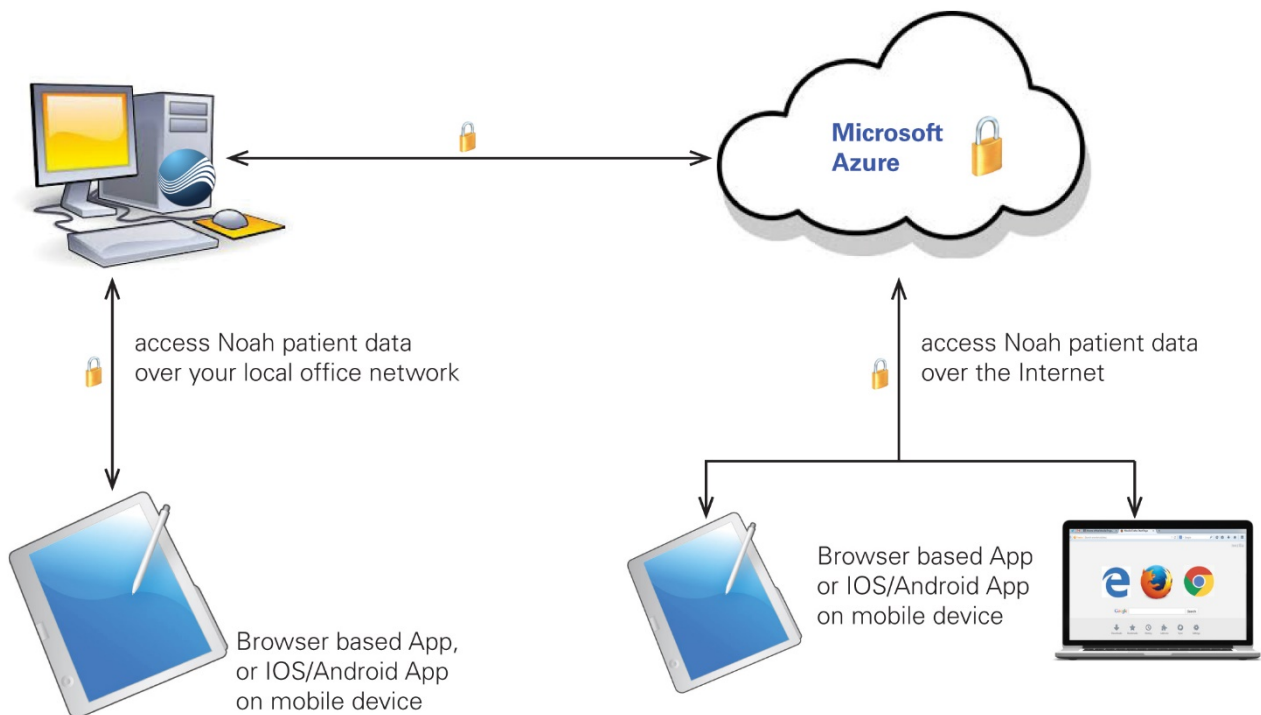 Microsoft
Azure
access Noah patient data
over your local office network
access Noah patient data
over the Internet
Browser based App,
or IOS/Android App
on mobile device
Browser based App
or IOS/Android App
on mobile device
Google
Search